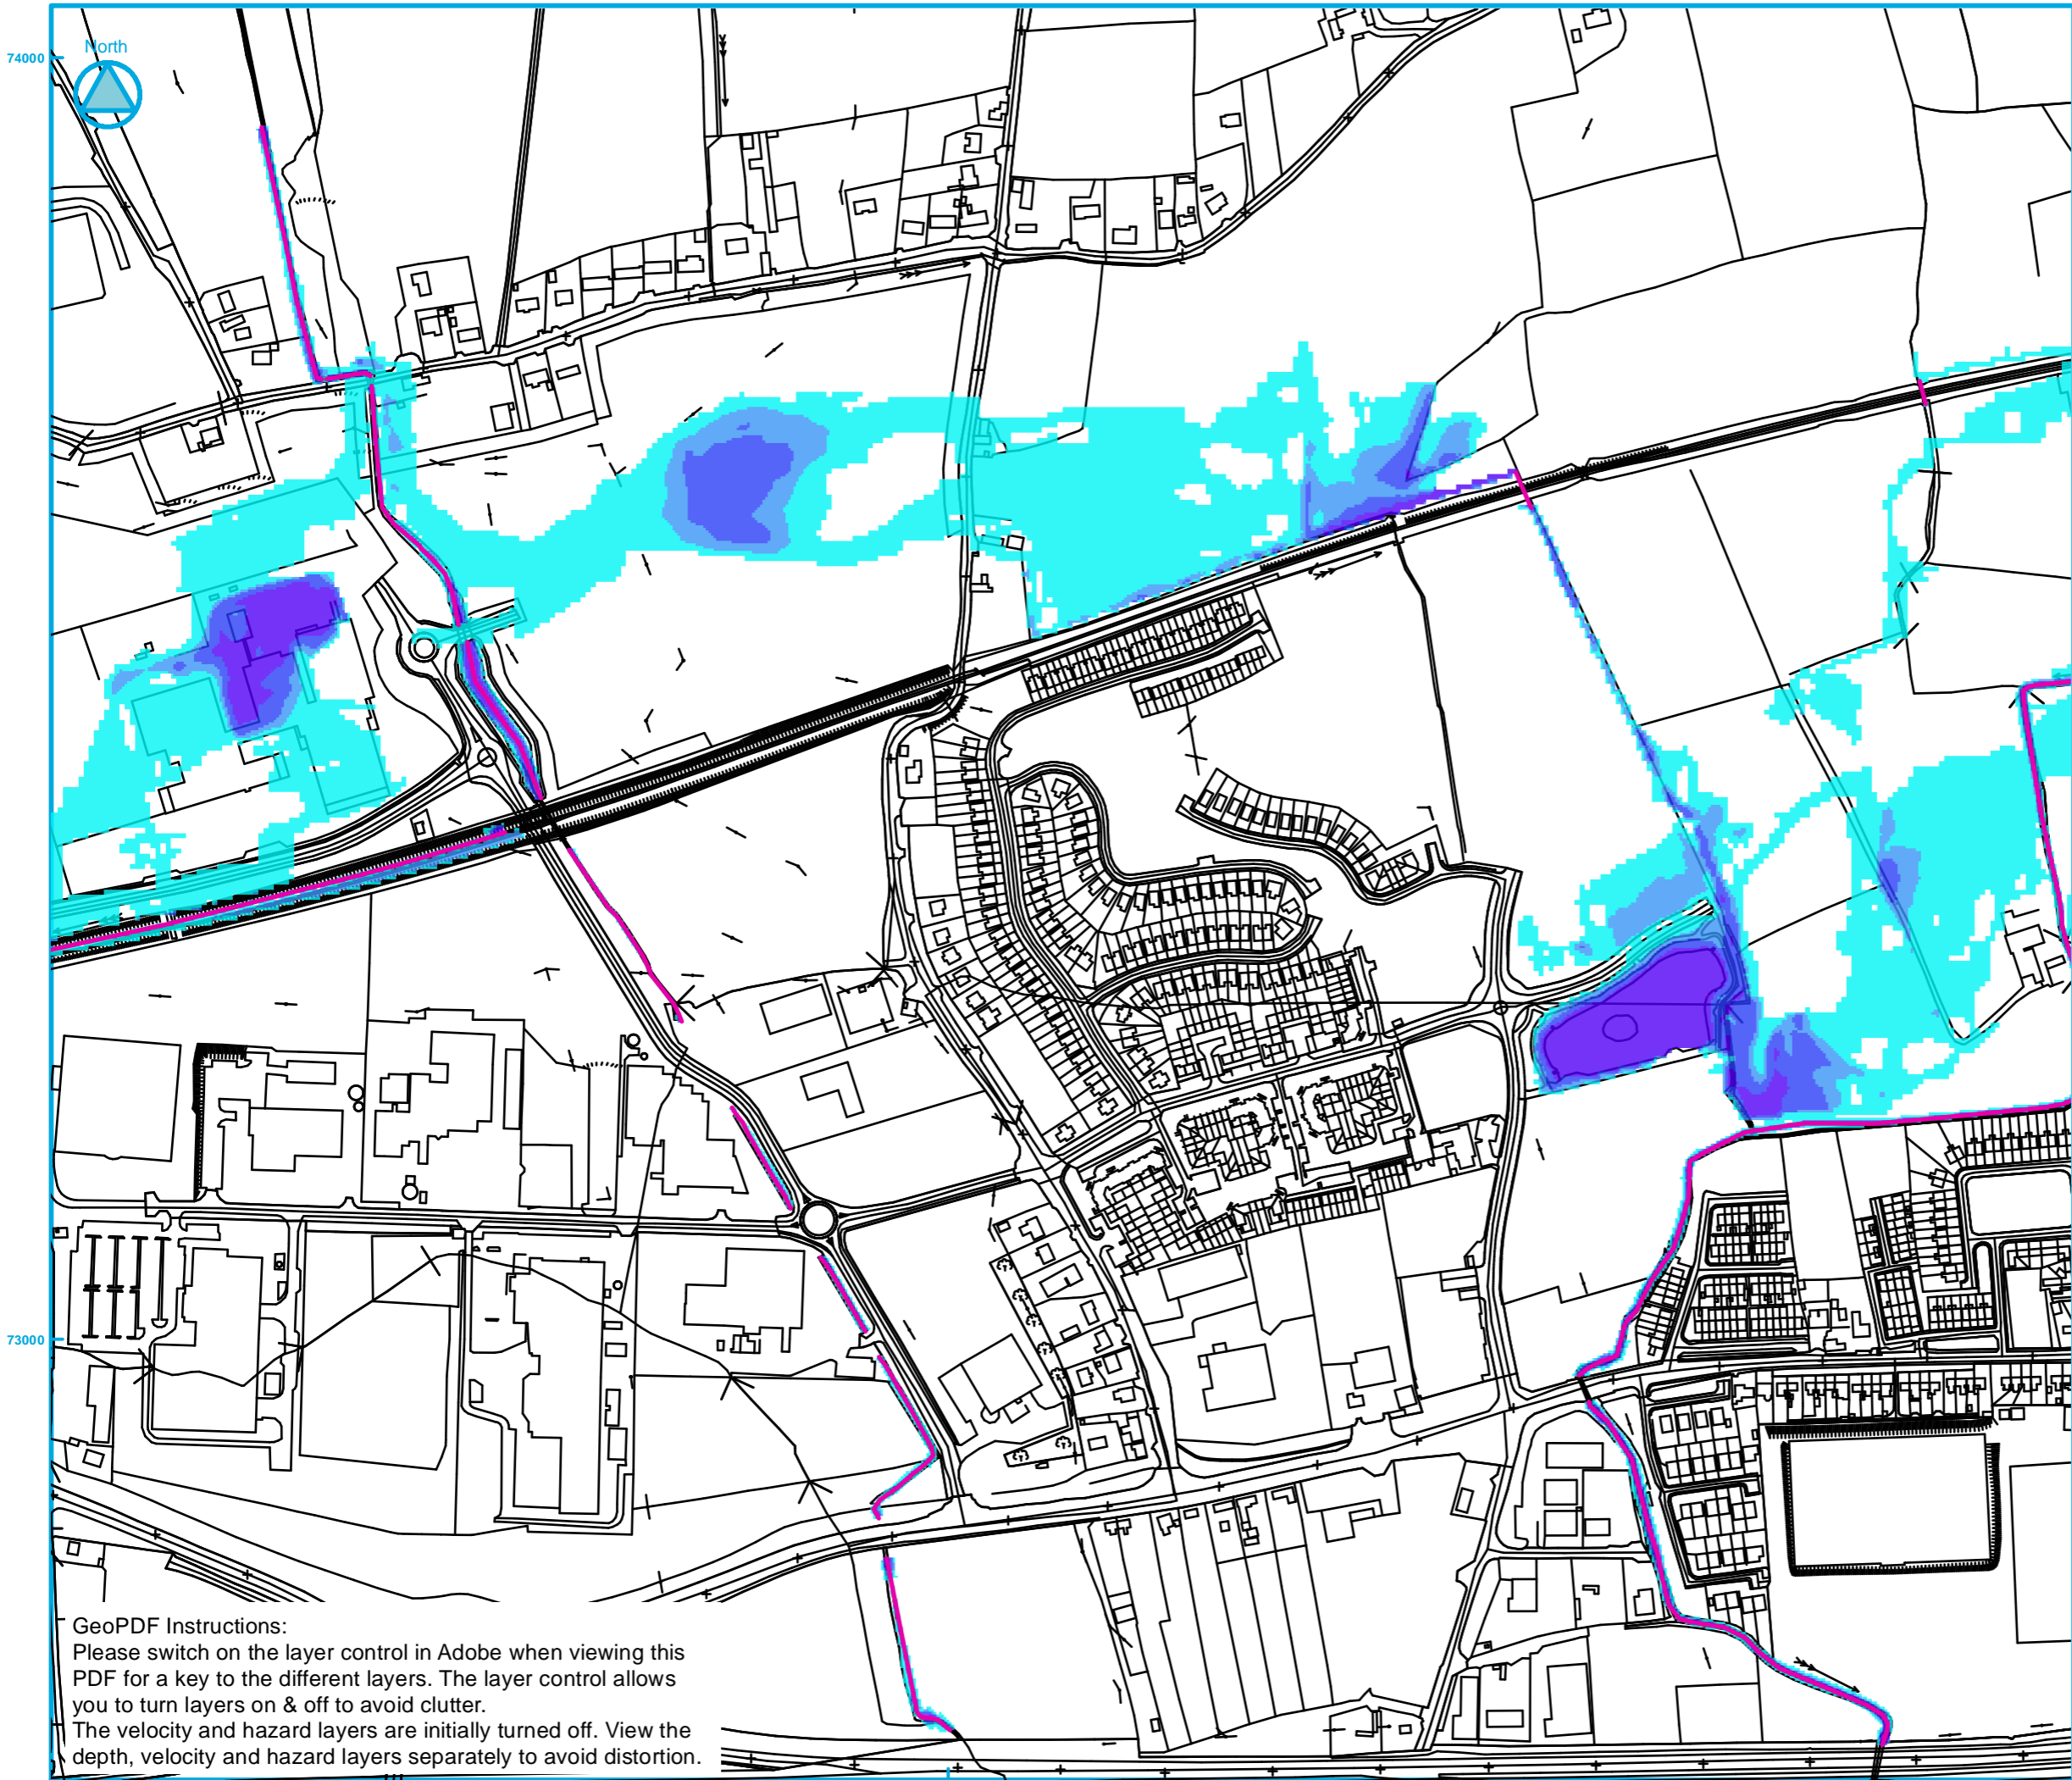 North
74000
73000
GeoPDF Instructions:
Please switch on the layer control in Adobe when viewing this
PDF for a key to the different layers. The layer control allows
you to turn layers on & off to avoid clutter.
The velocity and hazard layers are initially turned off. View the
depth, velocity and hazard layers separately to avoid distortion.